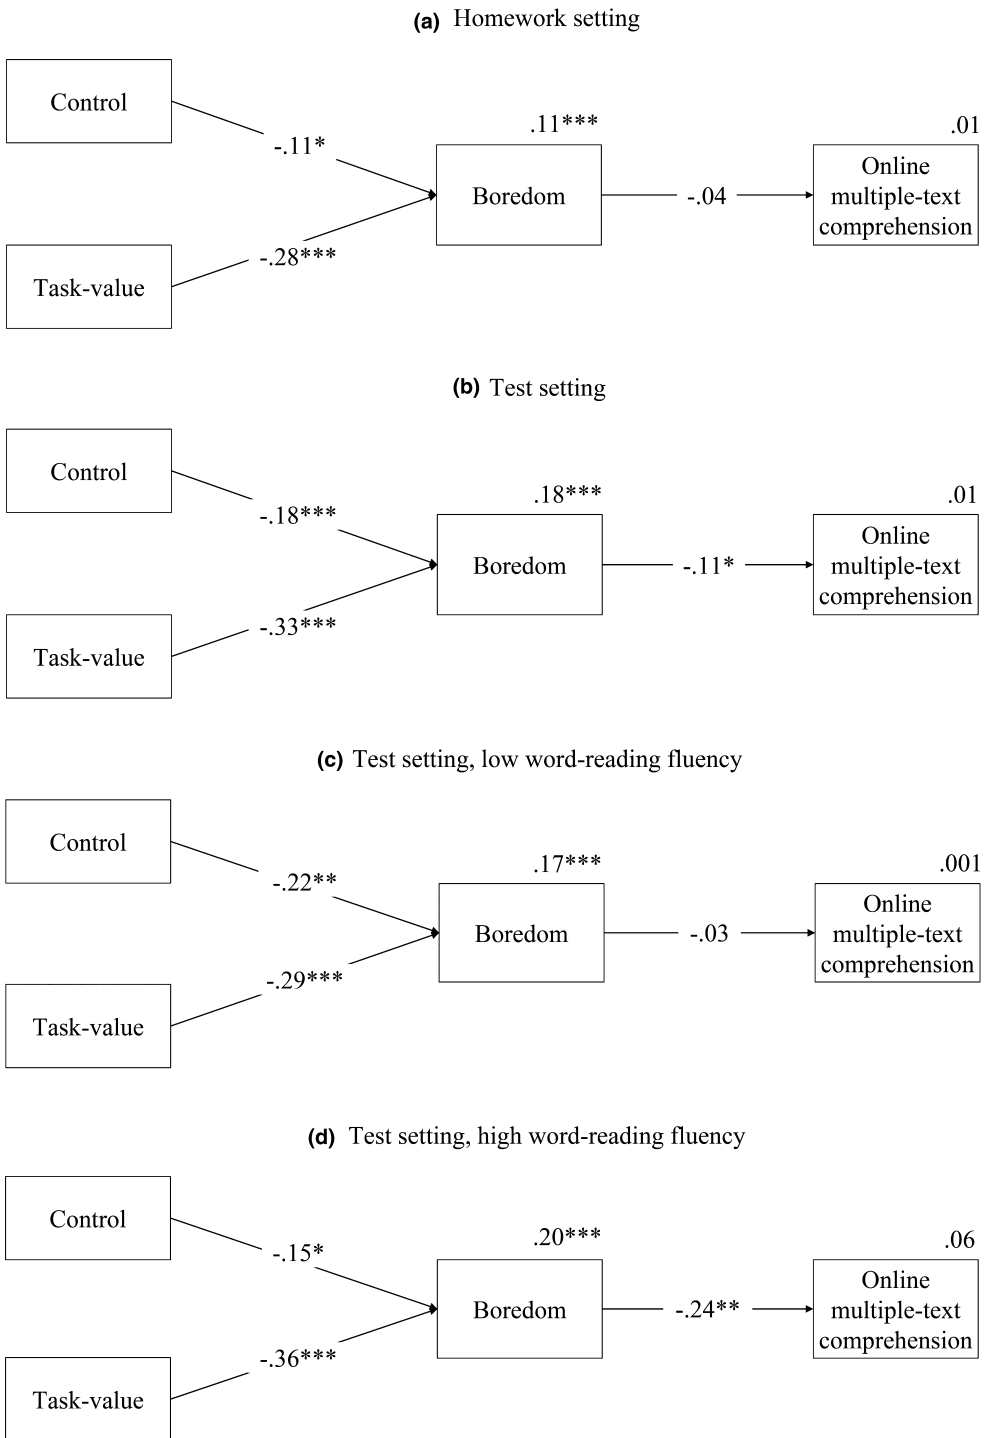 (a) Homework setting
Control
-.11*
.11***
.01
Boredom
-.04
Online
multiple-text
comprehension
-.28***
Task-value
(b) Test setting
Control
-.18***
.18***
.01
Boredom
-.11*
Online
multiple-text
comprehension
-.33***
Task-value
(c) Test setting, low word-reading fluency
Control
-.22**
.17***
.001
Boredom
-.03
Online
multiple-text
comprehension
-.29***
Task-value
(d) Test setting, high word-reading fluency
Control
-.15*
.20***
.06
Boredom
-.24**
Online
multiple-text
comprehension
-.36***
Task-value